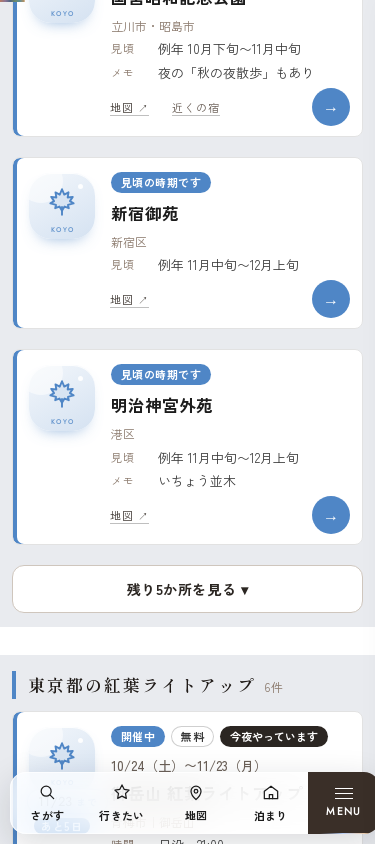 KOYO
立川市・昭島市
見頃 例年 10月下旬〜11月中旬
メモ 夜の「秋の夜散歩」もあり
地図 ↗ 近くの宿
→
見頃の時期です
KOYO
新宿御苑
新宿区
見頃 例年 11月中旬〜12月上旬
地図 ↗
→
見頃の時期です
KOYO
明治神宮外苑
港区
見頃 例年 11月中旬〜12月上旬
メモ いちょう並木
地図 ↗
→
残り5か所を見る ▾
東京都の紅葉ライトアップ 6件
開催中 無料 今夜やっています
10/24（土）〜11/23（月）
さがす 行きたい 地図 泊まり MENU